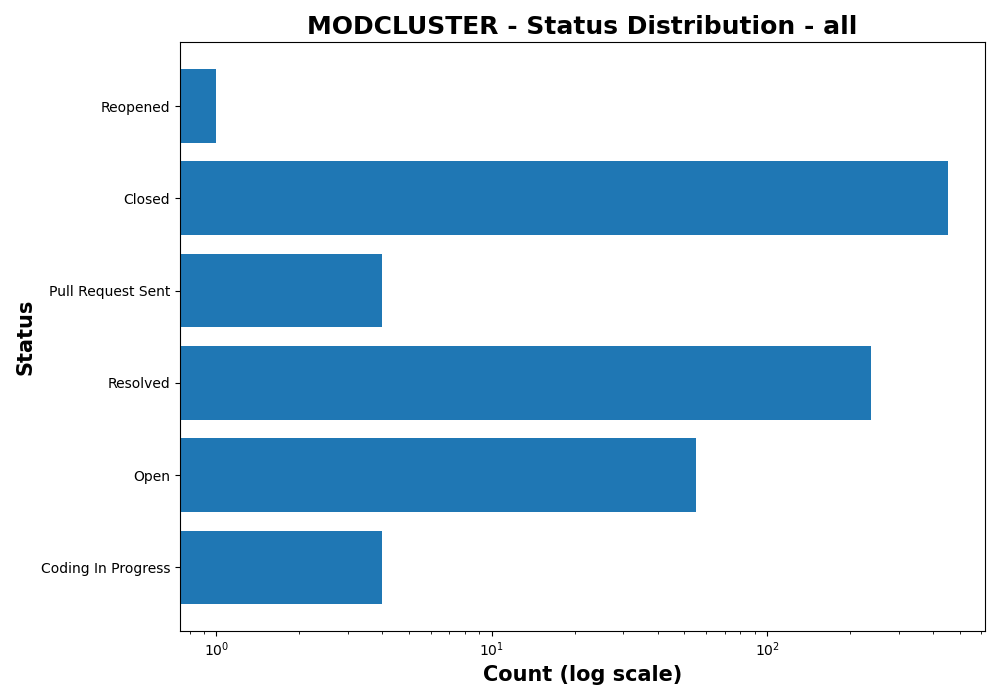 MODCLUSTER - Status Distribution - all
Reopened
Closed
Pull Request Sent
Resolved
Open
Coding In Progress
Status
10⁰ 10¹ 10²
Count (log scale)